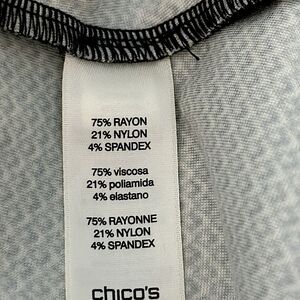 75% RAYON
21% NYLON
4% SPANDEX
75% viscosa
21% poliamida
4% elastano
75% RAYONNE
21% NYLON
4% SPANDEX
chico's